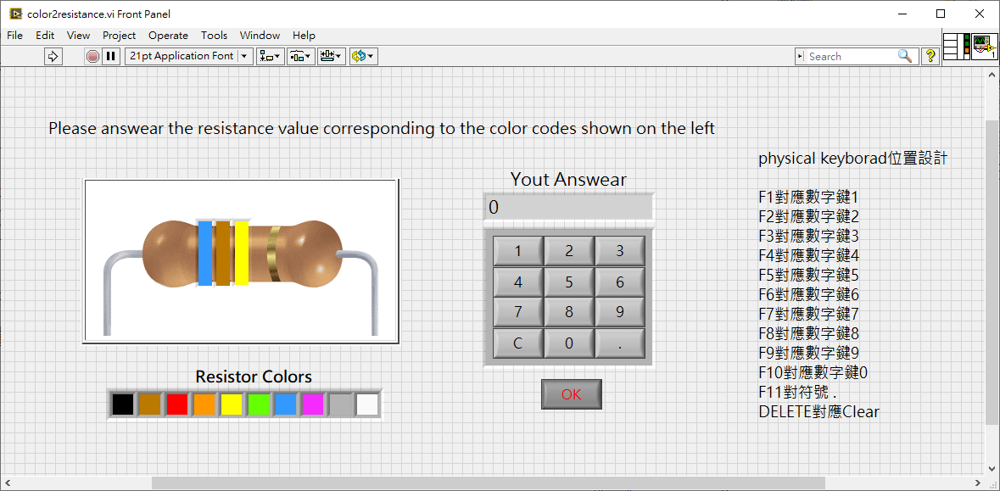 color2resistance.vi Front Panel
File Edit View Project Operate Tools Window Help
21pt Application Font
Search
?
1
Please answear the resistance value corresponding to the color codes shown on the left
physical keyborad位置設計
Yout Answear
0
F1對應數字鍵1
F2對應數字鍵2
F3對應數字鍵3
F4對應數字鍵4
F5對應數字鍵5
F6對應數字鍵6
F7對應數字鍵7
F8對應數字鍵8
F9對應數字鍵9
F10對應數字鍵0
F11對符號 .
DELETE對應Clear
1 2 3
4 5 6
7 8 9
C 0 .
Resistor Colors
OK